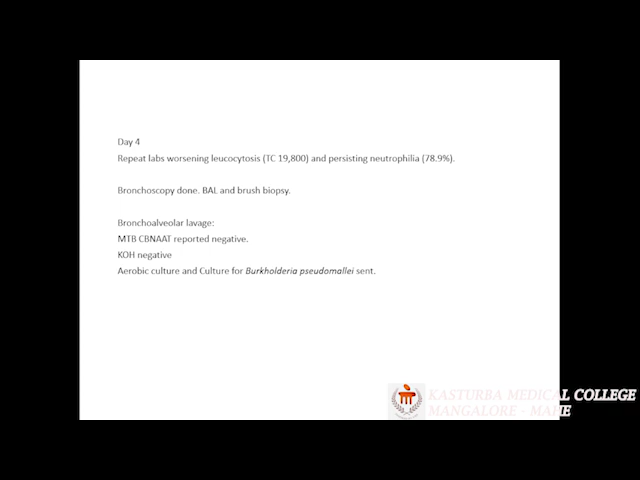 Day 4
Repeat labs worsening leucocytosis (TC 19,800) and persisting neutrophilia (78.9%).
Bronchoscopy done. BAL and brush biopsy.
Bronchoalveolar lavage:
MTB CBNAAT reported negative.
KOH negative
Aerobic culture and Culture for Burkholderia pseudomallei sent.
KASTURBA MEDICAL COLLEGE
MANGALORE - MAHE